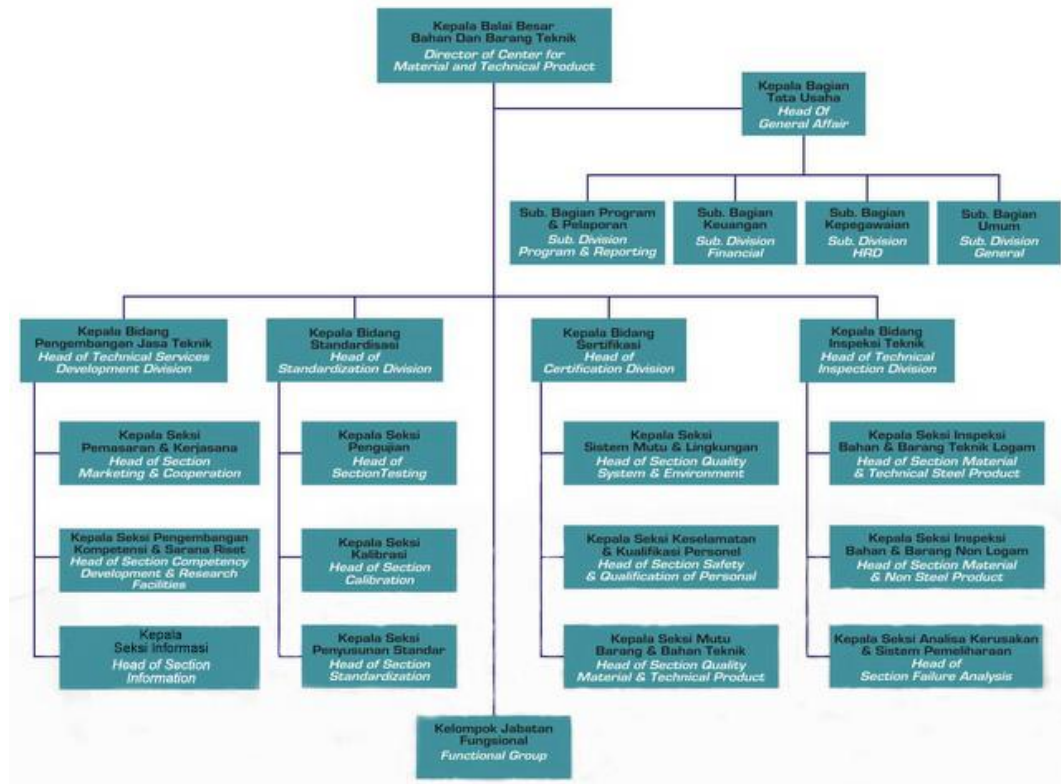 Kepala Balai Besar
Bahan Dan Barang Teknik
Director of Center for
Material and Technical Product
Kepala Bagian
Tata Usaha
Head Of
General Affair
Sub. Bagian Program
& Pelaporan
Sub. Division
Program & Reporting
Sub. Bagian
Keuangan
Sub. Division
Financial
Sub. Bagian
Kepegawaian
Sub. Division
HRD
Sub. Bagian
Umum
Sub. Division
General
Kepala Bidang
Pengembangan Jasa Teknik
Head of Technical Services
Development Division
Kepala Bidang
Standardisasi
Head of
Standardization Division
Kepala Bidang
Sertifikasi
Head of
Certification Division
Kepala Bidang
Inspeksi Teknik
Head of Technical
Inspection Division
Kepala Seksi
Pemasaran & Kerjasana
Head of Section
Marketing & Cooperation
Kepala Seksi
Pengujian
Head of
SectionTesting
Kepala Seksi
Sistem Mutu & Lingkungan
Head of Section Quality
System & Environment
Kepala Seksi Inspeksi
Bahan & Barang Teknik Logam
Head of Section Material
& Technical Steel Product
Kepala Seksi Pengembangan
Kompetensi & Sarana Riset
Head of Section Competency
Development & Research
Facilities
Kepala Seksi
Kalibrasi
Head of Section
Calibration
Kepala Seksi Keselamatan
& Kualifikasi Personel
Head of Section Safety
& Qualification of Personal
Kepala Seksi Inspeksi
Bahan & Barang Non Logam
Head of Section Material
& Non Steel Product
Kepala
Seksi Informasi
Head of Section
Information
Kepala Seksi
Penyusunan Standar
Head of Section
Standardization
Kepala Seksi Mutu
Barang & Bahan Teknik
Head of Section Quality
Material & Technical Product
Kepala Seksi Analisa Kerusakan
& Sistem Pemeliharaan
Head of
Section Failure Analysis
Kelompok Jabatan
Fungsional
Functional Group